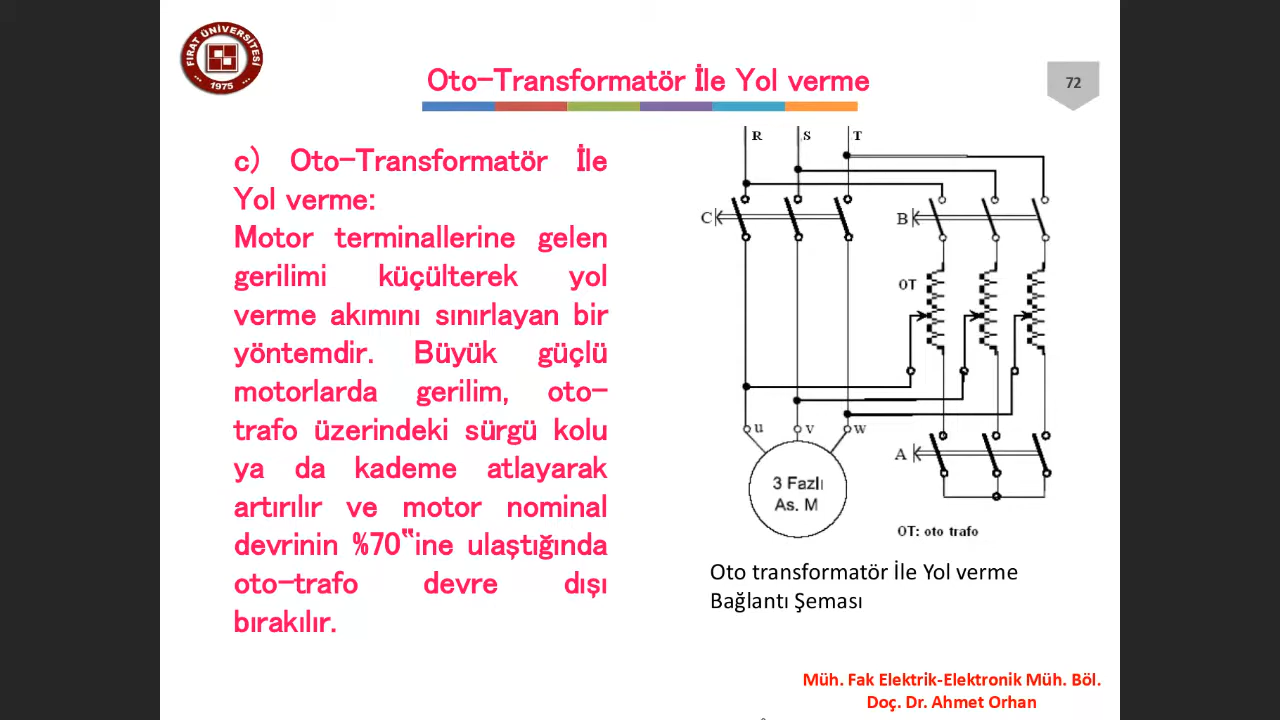 FIRAT ÜNİVERSİTESİ
1975
Oto-Transformatör İle Yol verme
72
c) Oto-Transformatör İle
Yol verme:
Motor terminallerine gelen
gerilimi küçülterek yol
verme akımını sınırlayan bir
yöntemdir. Büyük güçlü
motorlarda gerilim, oto-
trafo üzerindeki sürgü kolu
ya da kademe atlayarak
artırılır ve motor nominal
devrinin %70‟ine ulaştığında
oto-trafo devre dışı
bırakılır.
R S T
C
B
OT
u v w
A
3 Fazlı
As. M
OT: oto trafo
Oto transformatör İle Yol verme
Bağlantı Şeması
Müh. Fak Elektrik-Elektronik Müh. Böl.
Doç. Dr. Ahmet Orhan